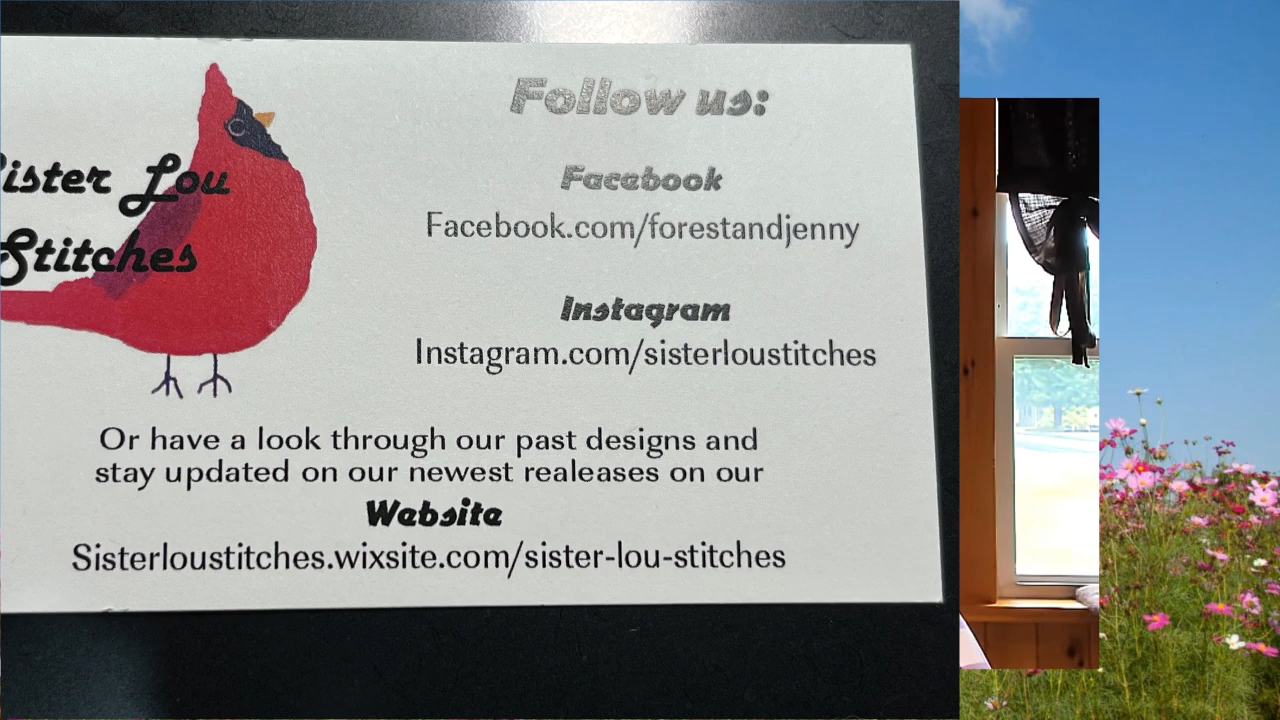 Sister Lou
Stitches
Follow us:
Facebook
Facebook.com/forestandjenny
Instagram
Instagram.com/sisterloustitches
Or have a look through our past designs and
stay updated on our newest realeases on our
Website
Sisterloustitches.wixsite.com/sister-lou-stitches